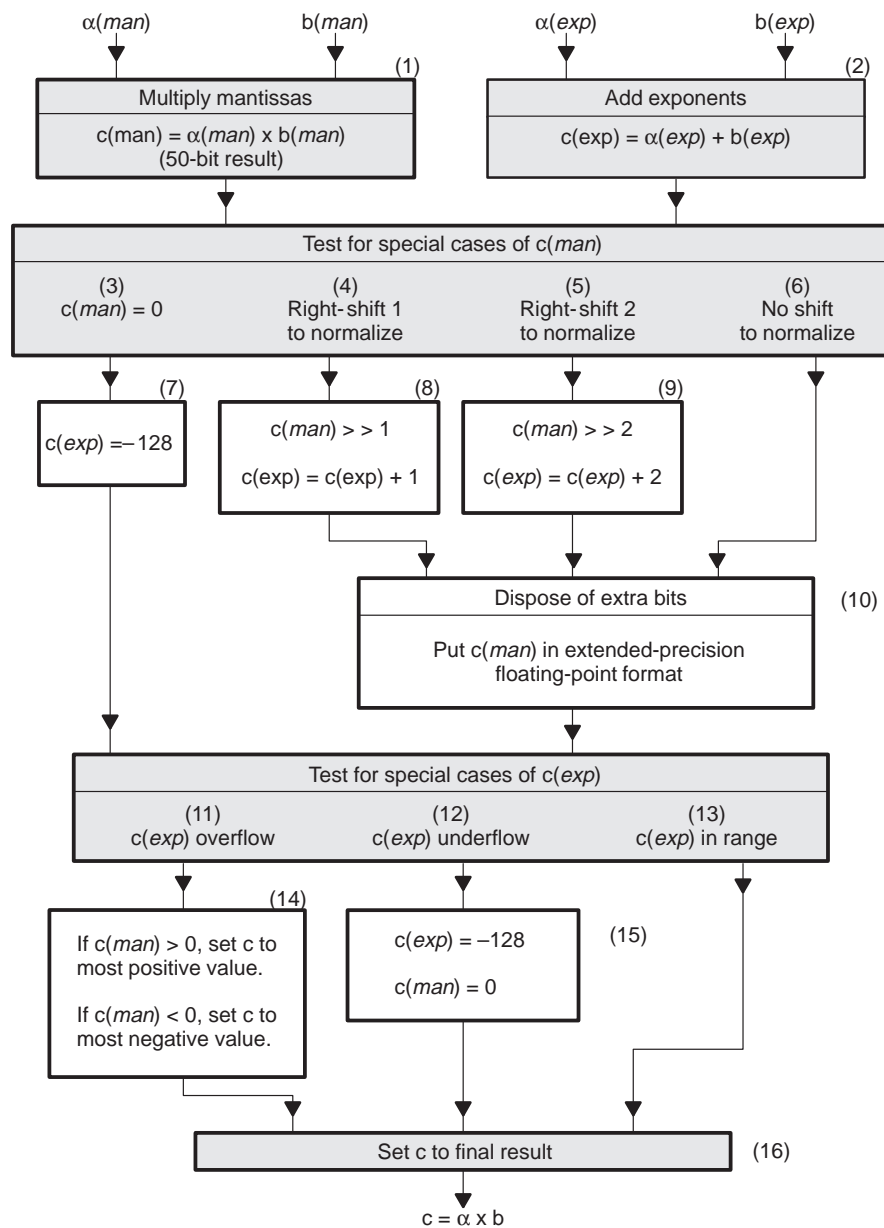 α(man) b(man) α(exp) b(exp)
(1) (2)
Multiply mantissas
c(man) = α(man) x b(man)
(50-bit result)
Add exponents
c(exp) = α(exp) + b(exp)
Test for special cases of c(man)
(3)
c(man) = 0
(4)
Right-shift 1
to normalize
(5)
Right-shift 2
to normalize
(6)
No shift
to normalize
(7)
c(exp) =– 128
(8)
c(man) > > 1
c(exp) = c(exp) + 1
(9)
c(man) >> 2
c(exp) = c(exp) + 2
Dispose of extra bits
(10)
Put c(man) in extended-precision
floating-point format
Test for special cases of c(exp)
(11)
c(exp) overflow
(12)
c(exp) underflow
(13)
c(exp) in range
(14)
If c(man) > 0, set c to
most positive value.
If c(man) < 0, set c to
most negative value.
c(exp) = –128
(15)
c(man) = 0
Set c to final result
(16)
c = α x b